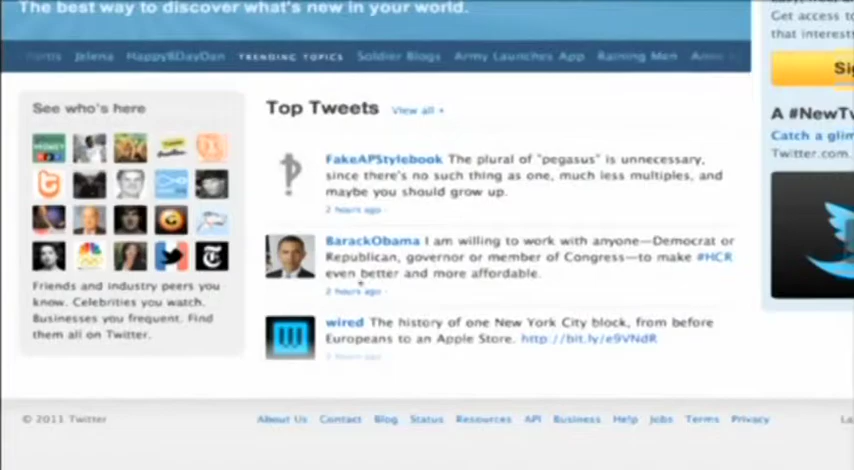 The best way to discover what's new in your world.
Jelena HappyBDayDan TRENDING TOPICS Soldier Blogs Army Launches App Raining Men
Get access to
that interest
Sig
See who's here
Top Tweets View all
A #NewTw
Catch a glim
Twitter.com.
FakeAPStylebook The plural of "pegasus" is unnecessary,
since there's no such thing as one, much less multiples, and
maybe you should grow up.
2 hours ago
BarackObama I am willing to work with anyone—Democrat or
Republican, governor or member of Congress—to make #HCR
even better and more affordable.
2 hours ago
Friends and industry peers you
know. Celebrities you watch.
Businesses you frequent. Find
them all on Twitter.
wired The history of one New York City block, from before
Europeans to an Apple Store. http://bit.ly/e9VNdR
© 2011 Twitter About Us Contact Blog Status Resources API Business Help Jobs Terms Privacy